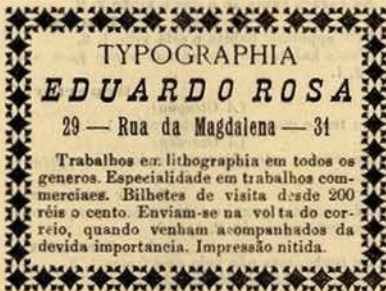 TYPOGRAPHIA
EDUARDO ROSA
29 — Rua da Magdalena — 31
Trabalhos em lithographia em todos os
generos. Especialidade em trabalhos com-
merciaes. Bilhetes de visita desde 200
réis o cento. Enviam-se na volta do cor-
reio, quando venham acompanhados da
devida importancia. Impressão nitida.